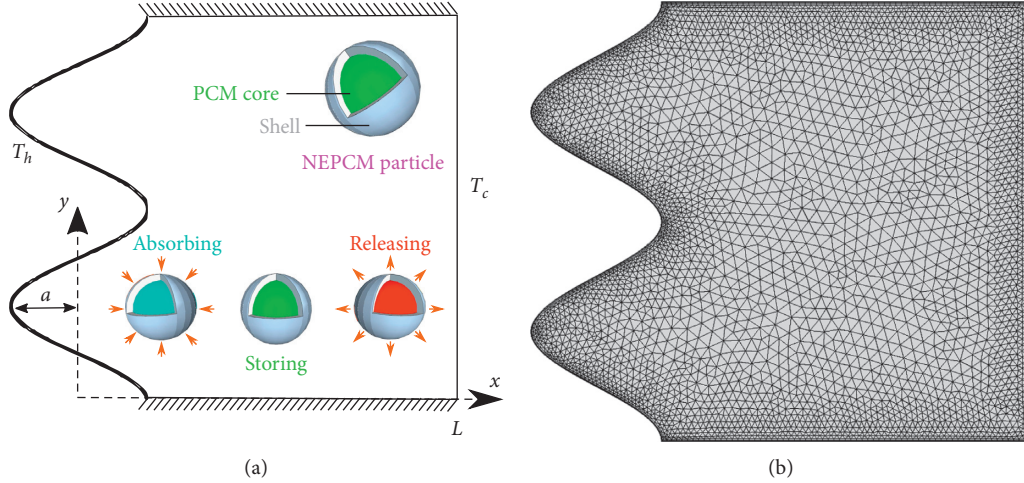 PCM core
Shell
NEPCM particle
T_h
T_c
y
Absorbing
Releasing
a
Storing
x
L
(a)
(b)